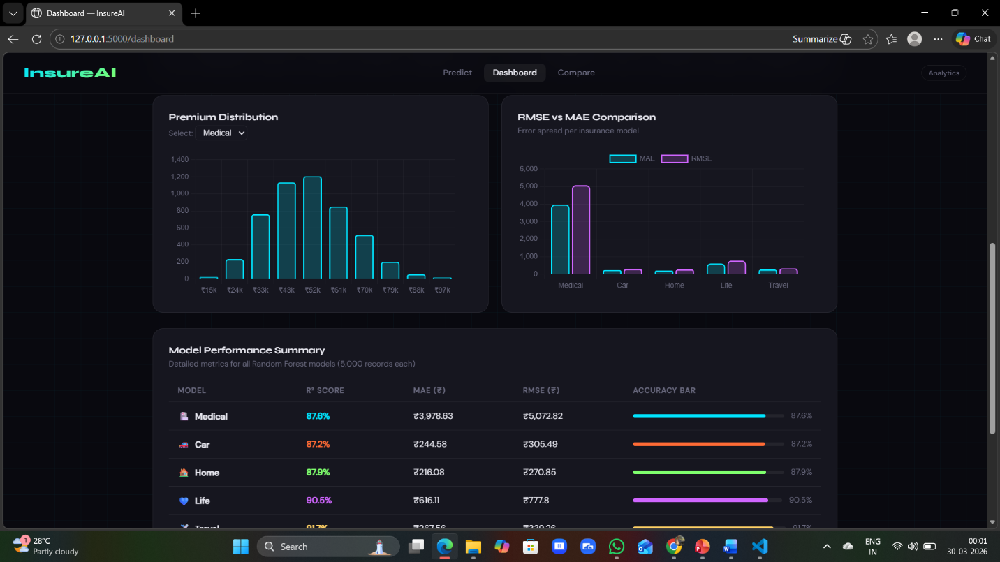 Dashboard — InsureAI
127.0.0.1:5000/dashboard
Summarize
Chat
InsureAI
Predict
Dashboard
Compare
Analytics
Premium Distribution
Select: Medical
1,400
1,200
1,000
800
600
400
200
0
₹15k ₹24k ₹33k ₹43k ₹52k ₹61k ₹70k ₹79k ₹88k ₹97k
RMSE vs MAE Comparison
Error spread per insurance model
MAE RMSE
6,000
5,000
4,000
3,000
2,000
1,000
0
Medical Car Home Life Travel
Model Performance Summary
Detailed metrics for all Random Forest models (5,000 records each)
MODEL R² SCORE MAE (₹) RMSE (₹) ACCURACY BAR
Medical 87.6% ₹3,978.63 ₹5,072.82 87.6%
Car 87.2% ₹244.58 ₹305.49 87.2%
Home 87.9% ₹216.08 ₹270.85 87.9%
Life 90.5% ₹616.11 ₹777.8 90.5%
Travel 91.7% ₹267.56 ₹339.26 91.7%
1
28°C
Partly cloudy
Search
ENG
IN
00:01
30-03-2026